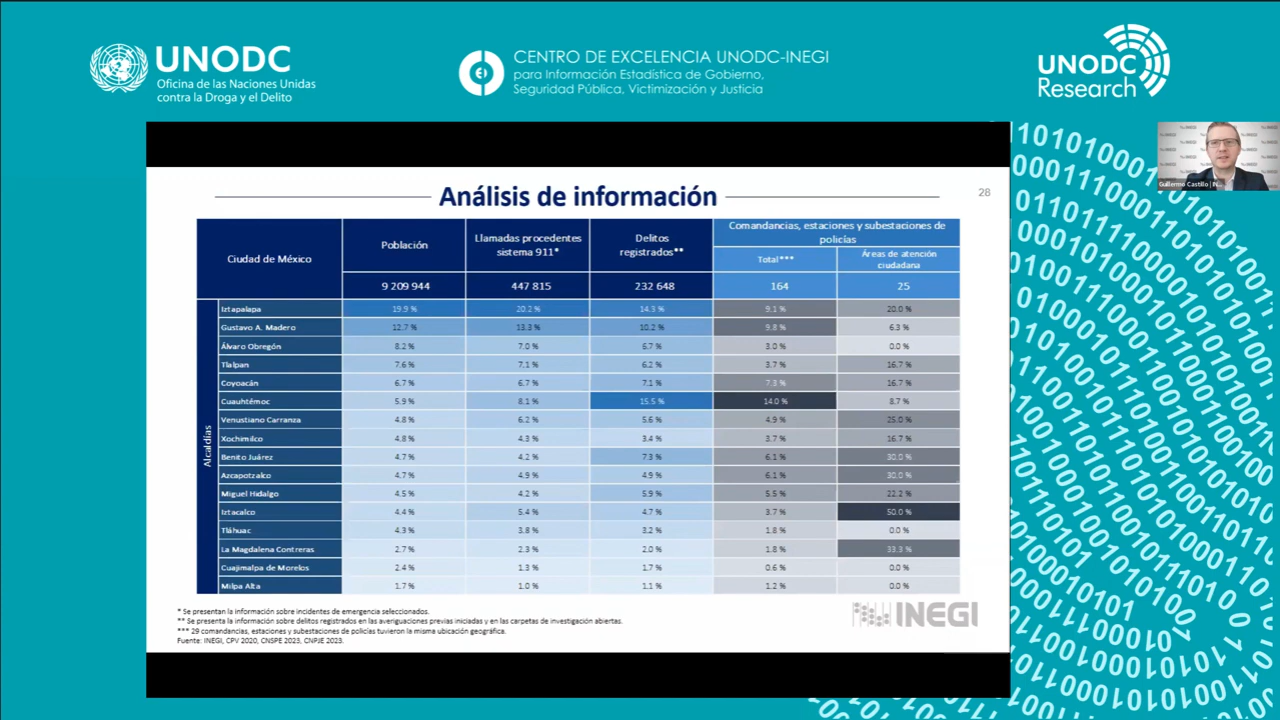 UNODC
Oficina de las Naciones Unidas
contra la Droga y el Delito
CENTRO DE EXCELENCIA UNODC-INEGI
para Información Estadística de Gobierno,
Seguridad Pública, Victimización y Justicia
UNODC
Research
Guillermo Castillo | IN...
Análisis de información
28
Ciudad de México
Población
Llamadas procedentes
sistema 911*
Delitos
registrados**
Comandancias, estaciones y subestaciones de
policías
Total***
Áreas de atención
ciudadana
9 209 944 447 815 232 648 164 25
Alcaldías
Iztapalapa 19.9 % 20.2 % 14.3 % 9.1 % 20.0 %
Gustavo A. Madero 12.7 % 13.3 % 10.2 % 9.8 % 6.3 %
Álvaro Obregón 8.2 % 7.0 % 6.7 % 3.0 % 0.0 %
Tlalpan 7.6 % 7.1 % 6.2 % 3.7 % 16.7 %
Coyoacán 6.7 % 6.7 % 7.1 % 7.3 % 16.7 %
Cuauhtémoc 5.9 % 8.1 % 15.5 % 14.0 % 8.7 %
Venustiano Carranza 4.8 % 6.2 % 5.6 % 4.9 % 25.0 %
Xochimilco 4.8 % 4.3 % 3.4 % 3.7 % 16.7 %
Benito Juárez 4.7 % 4.2 % 7.3 % 6.1 % 30.0 %
Azcapotzalco 4.7 % 4.9 % 4.9 % 6.1 % 30.0 %
Miguel Hidalgo 4.5 % 4.2 % 5.9 % 5.5 % 22.2 %
Iztacalco 4.4 % 5.4 % 4.7 % 3.7 % 50.0 %
Tláhuac 4.3 % 3.8 % 3.2 % 1.8 % 0.0 %
La Magdalena Contreras 2.7 % 2.3 % 2.0 % 1.8 % 33.3 %
Cuajimalpa de Morelos 2.4 % 1.3 % 1.7 % 0.6 % 0.0 %
Milpa Alta 1.7 % 1.0 % 1.1 % 1.2 % 0.0 %
* Se presentan la información sobre incidentes de emergencia seleccionados.
** Se presenta la información sobre delitos registrados en las averiguaciones previas iniciadas y en las carpetas de investigación abiertas.
*** 29 comandancias, estaciones y subestaciones de policías tuvieron la misma ubicación geográfica.
Fuente: INEGI, CPV 2020, CNSPE 2023, CNPJE 2023.
INEGI